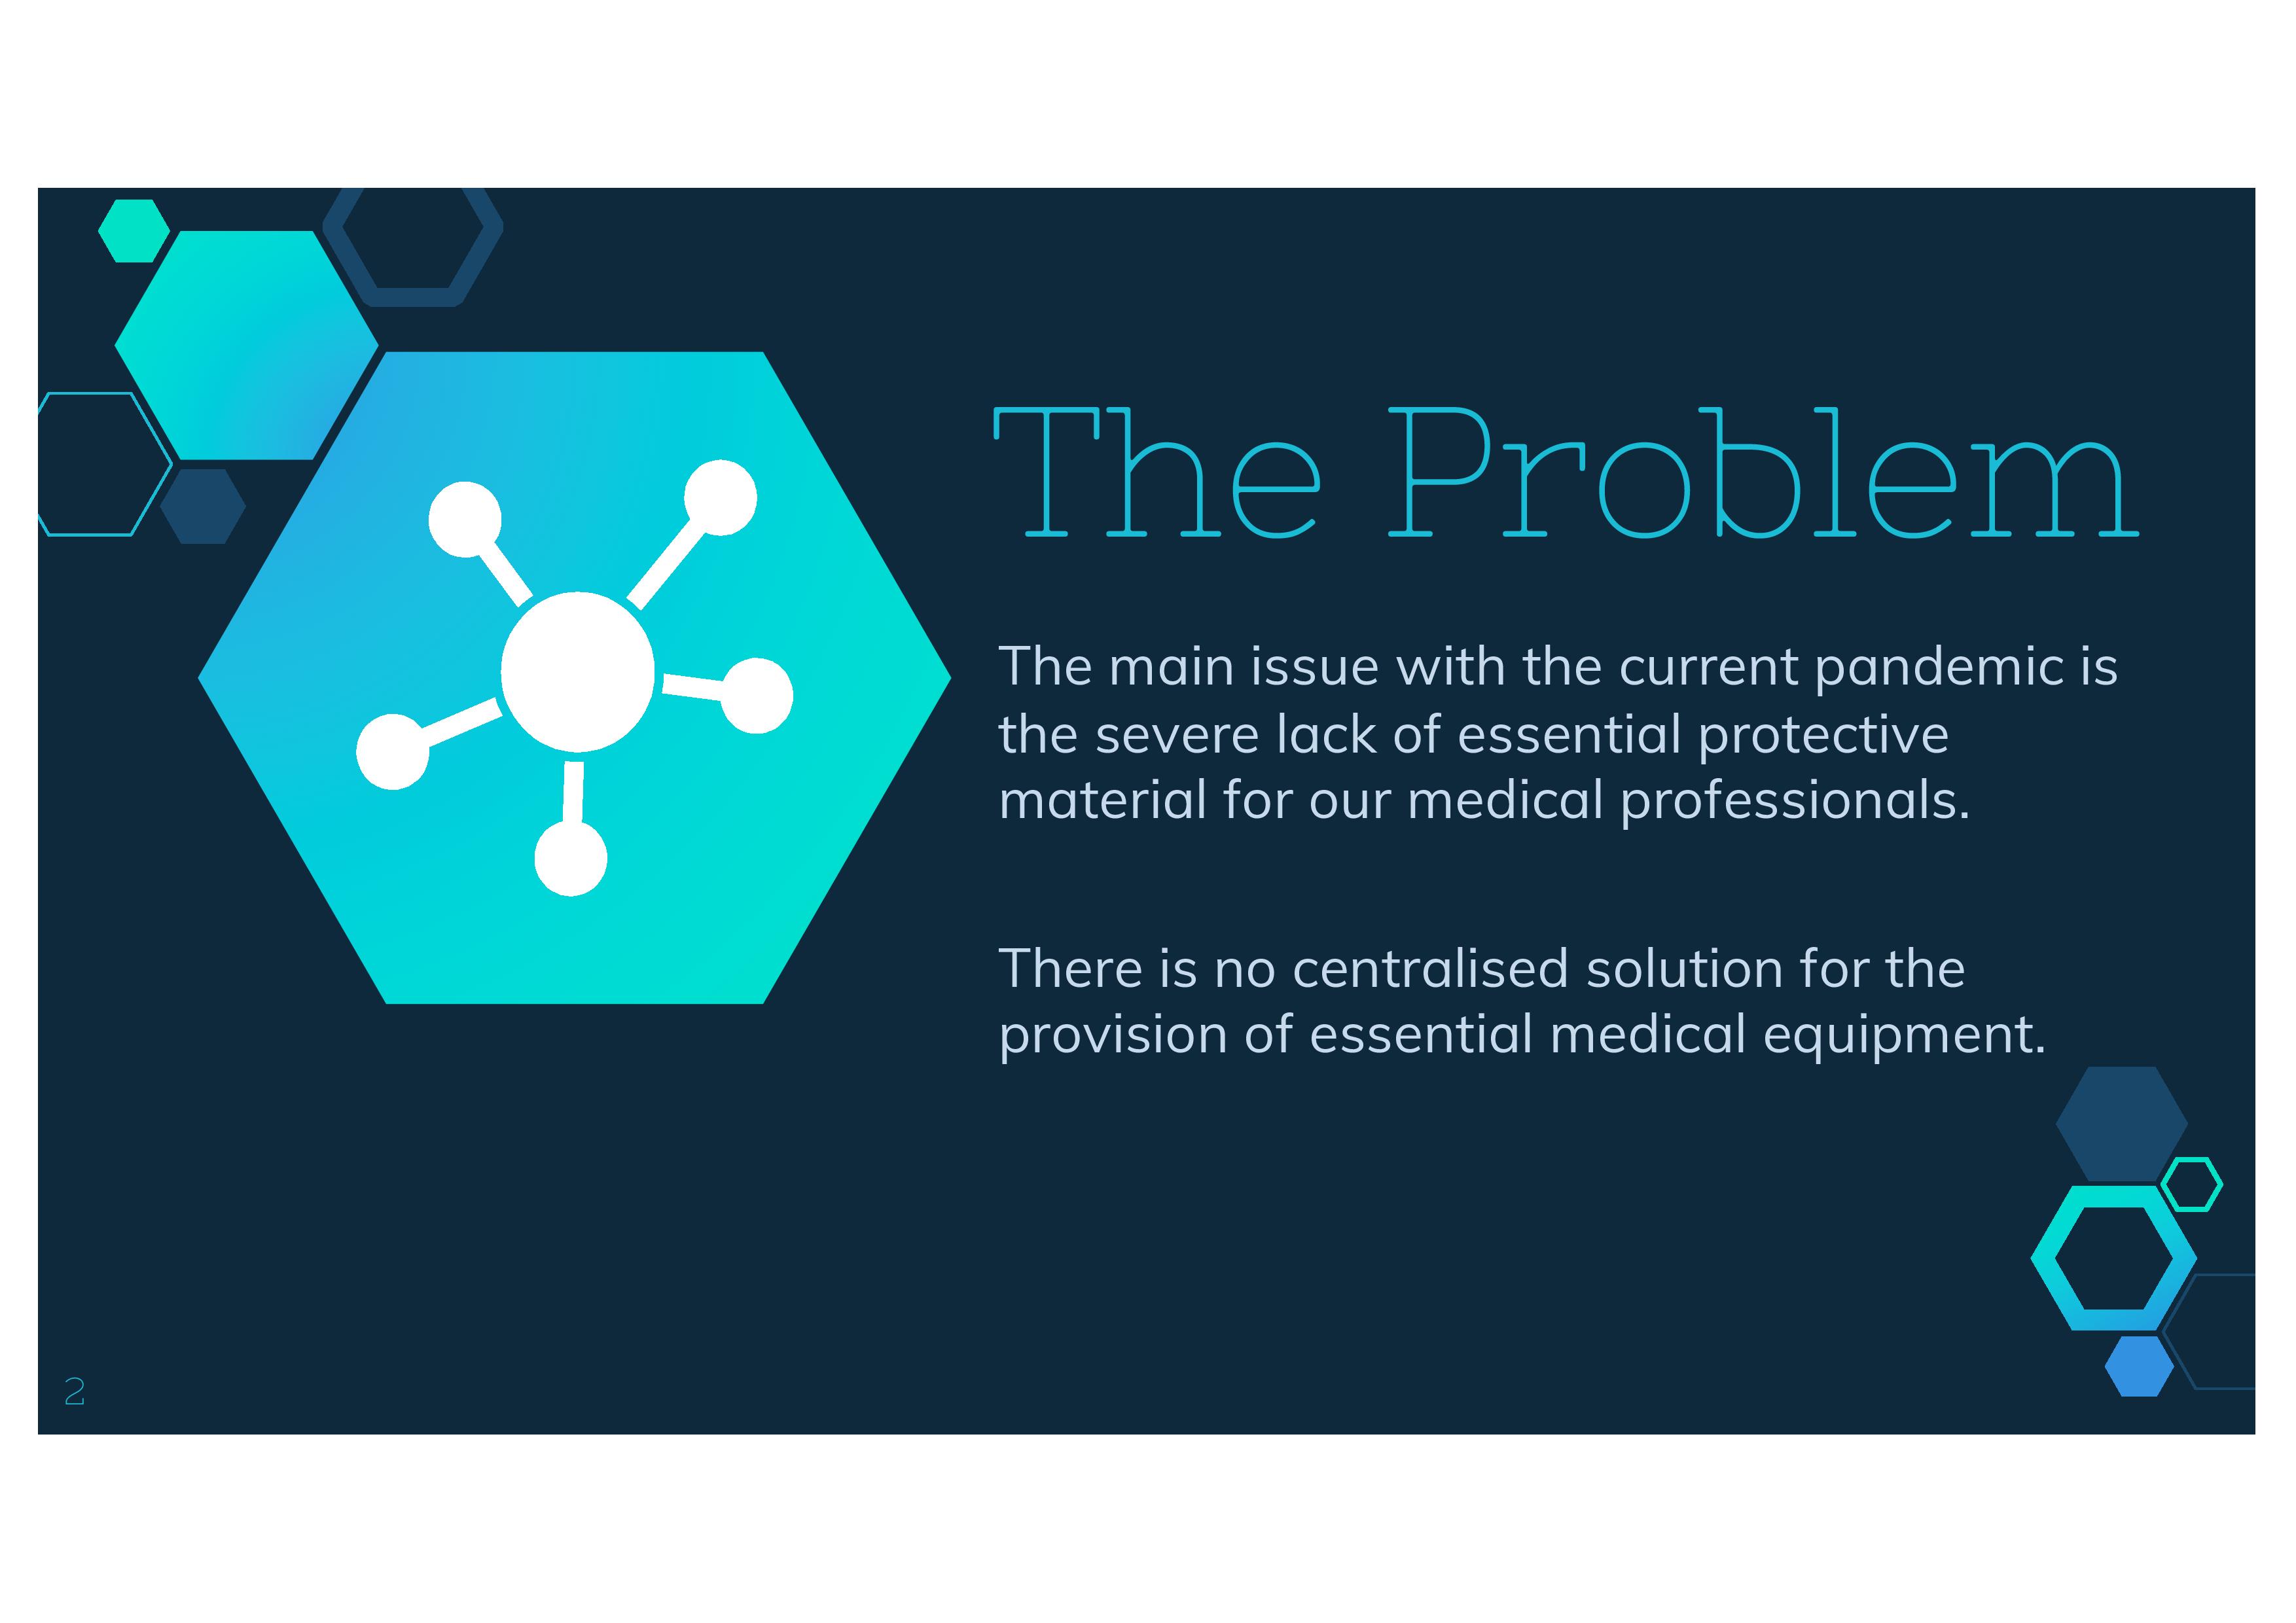 The Problem
The main issue with the current pandemic is
the severe lack of essential protective
material for our medical professionals.
There is no centralised solution for the
provision of essential medical equipment.
2